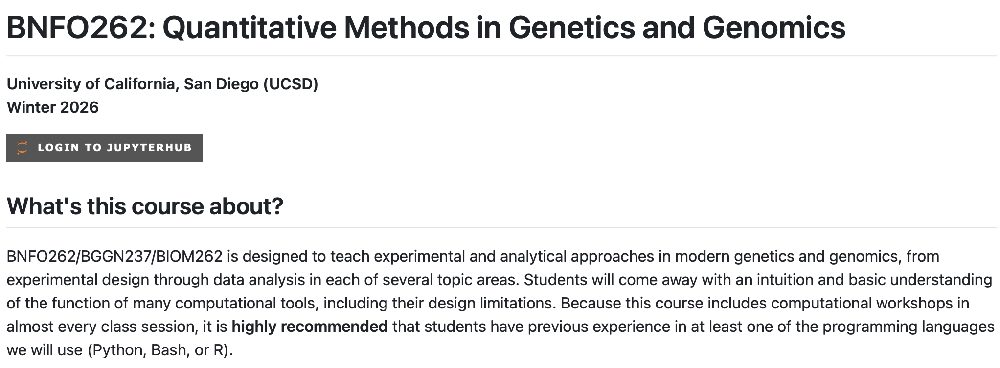 BNFO262: Quantitative Methods in Genetics and Genomics
University of California, San Diego (UCSD)
Winter 2026
LOGIN TO JUPYTERHUB
What's this course about?
BNFO262/BGGN237/BIOM262 is designed to teach experimental and analytical approaches in modern genetics and genomics, from
experimental design through data analysis in each of several topic areas. Students will come away with an intuition and basic understanding
of the function of many computational tools, including their design limitations. Because this course includes computational workshops in
almost every class session, it is highly recommended that students have previous experience in at least one of the programming languages
we will use (Python, Bash, or R).